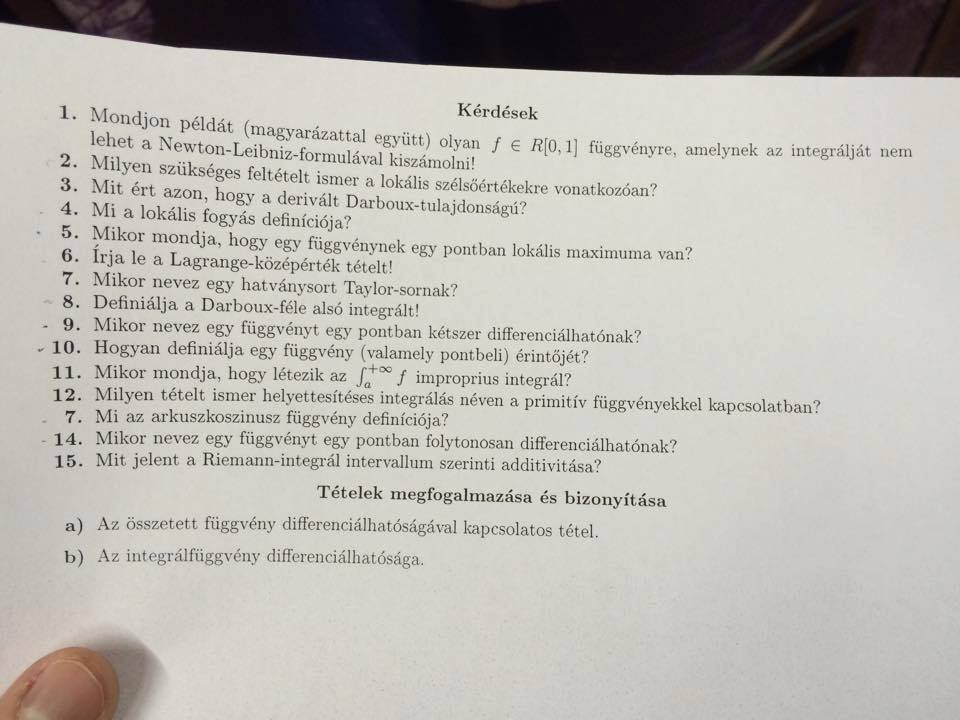 Kérdések
1. Mondjon példát (magyarázattal együtt) olyan f ∈ R[0, 1] függvényre, amelynek az integrálját nem
lehet a Newton-Leibniz-formulával kiszámolni!
2. Milyen szükséges feltételt ismer a lokális szélsőértékekre vonatkozóan?
3. Mit ért azon, hogy a derivált Darboux-tulajdonságú?
4. Mi a lokális fogyás definíciója?
5. Mikor mondja, hogy egy függvénynek egy pontban lokális maximuma van?
6. Írja le a Lagrange-középérték tételt!
7. Mikor nevez egy hatványsort Taylor-sornak?
8. Definiálja a Darboux-féle alsó integrált!
9. Mikor nevez egy függvényt egy pontban kétszer differenciálhatónak?
10. Hogyan definiálja egy függvény (valamely pontbeli) érintőjét?
11. Mikor mondja, hogy létezik az ∫ₐ^{+∞} f improprius integrál?
12. Milyen tételt ismer helyettesítéses integrálás néven a primitív függvényekkel kapcsolatban?
7. Mi az arkuszkoszinusz függvény definíciója?
14. Mikor nevez egy függvényt egy pontban folytonosan differenciálhatónak?
15. Mit jelent a Riemann-integrál intervallum szerinti additivitása?
Tételek megfogalmazása és bizonyítása
a) Az összetett függvény differenciálhatóságával kapcsolatos tétel.
b) Az integrálfüggvény differenciálhatósága.